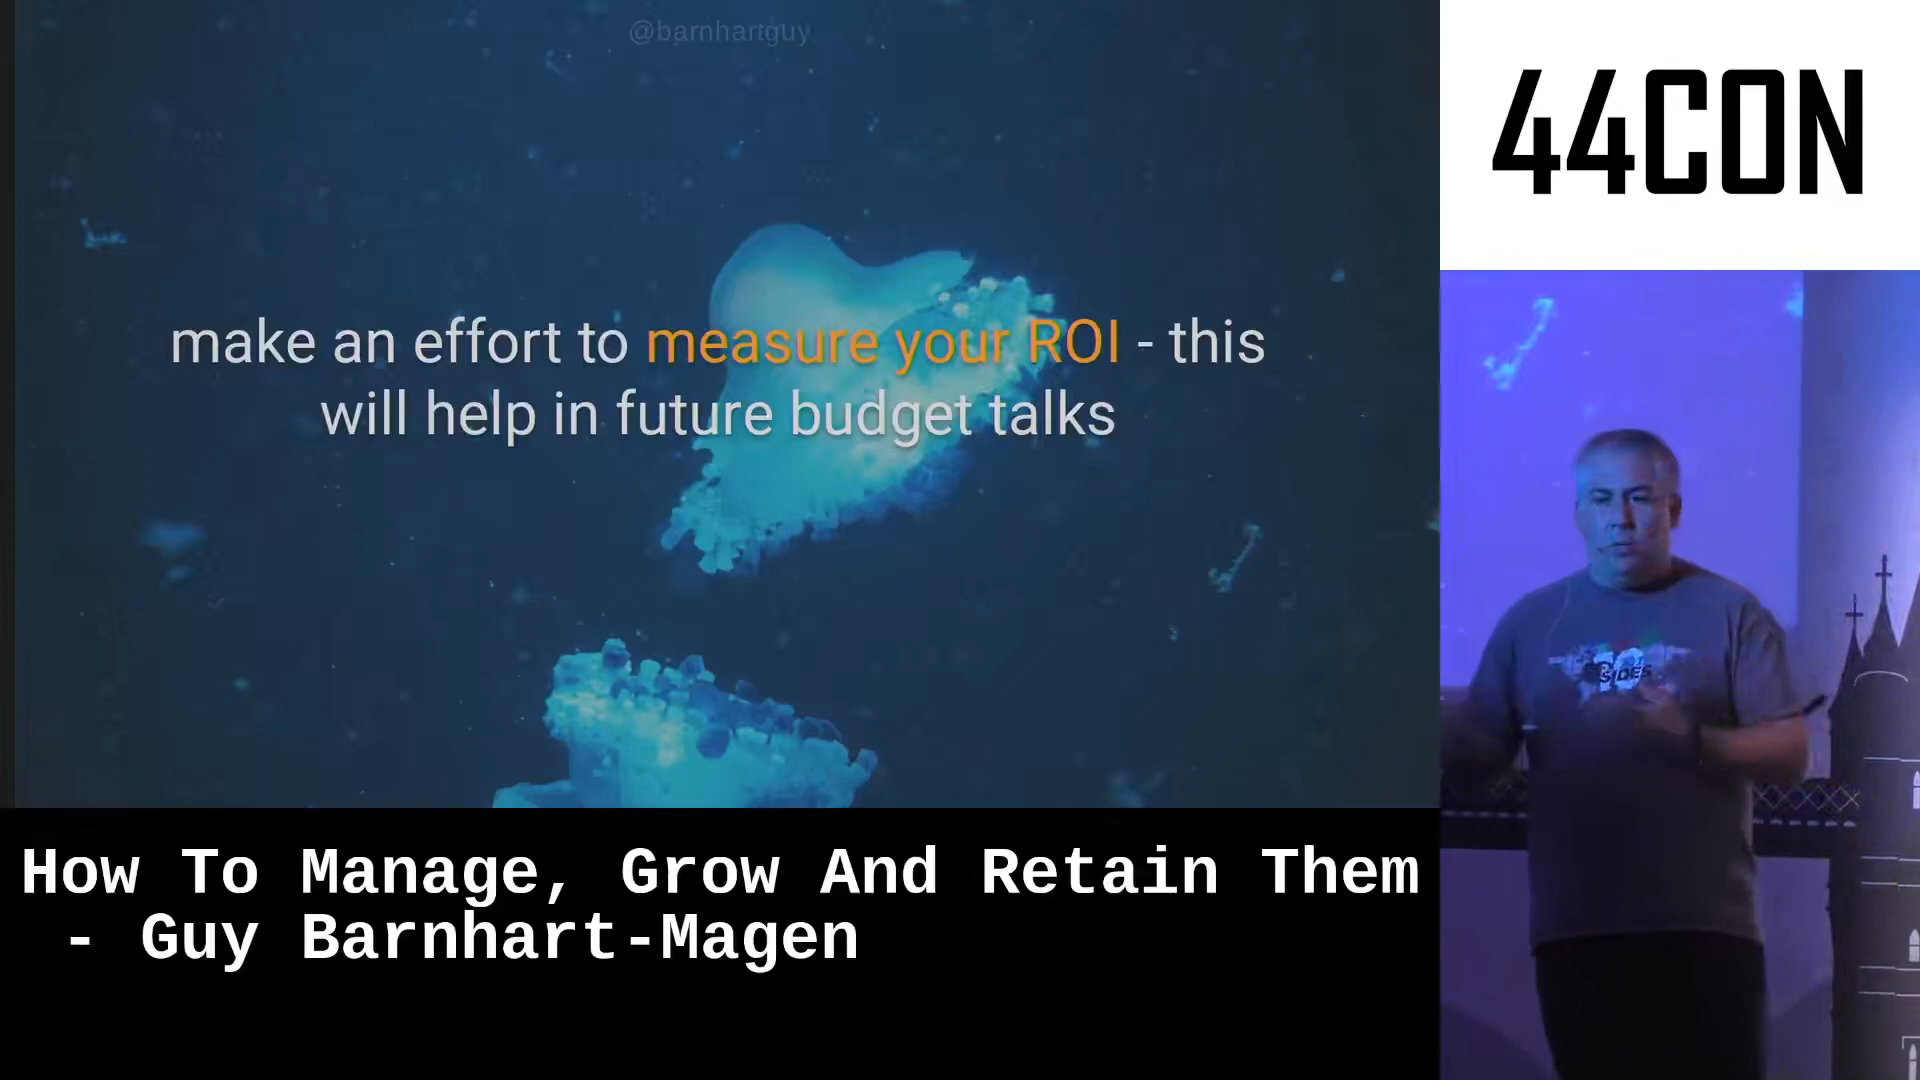 @barnhartguy
44CON
make an effort to measure your ROI - this
will help in future budget talks
SIDES
How To Manage, Grow And Retain Them
- Guy Barnhart-Magen